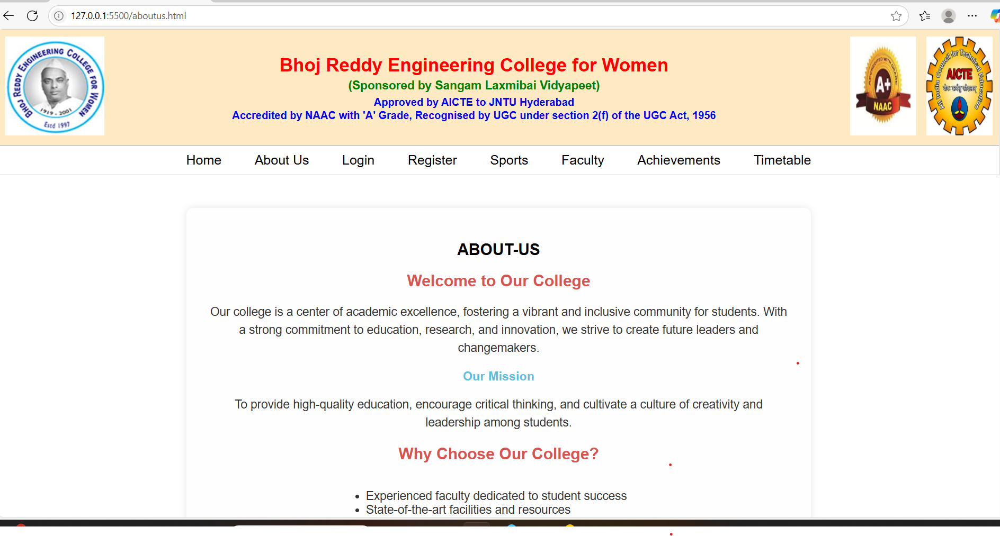 127.0.0.1:5500/aboutus.html
BHOJ REDDY ENGINEERING COLLEGE FOR WOMEN
1919 - 2001
Estd 1997
Bhoj Reddy Engineering College for Women
(Sponsored by Sangam Laxmibai Vidyapeet)
Approved by AICTE to JNTU Hyderabad
Accredited by NAAC with 'A' Grade, Recognised by UGC under section 2(f) of the UGC Act, 1956
ACCREDITED WITH GRADE
A+
NAAC
All India Council for Technical Education
AICTE
Home About Us Login Register Sports Faculty Achievements Timetable
ABOUT-US
Welcome to Our College
Our college is a center of academic excellence, fostering a vibrant and inclusive community for students. With
a strong commitment to education, research, and innovation, we strive to create future leaders and
changemakers.
Our Mission
To provide high-quality education, encourage critical thinking, and cultivate a culture of creativity and
leadership among students.
Why Choose Our College?
• Experienced faculty dedicated to student success
• State-of-the-art facilities and resources